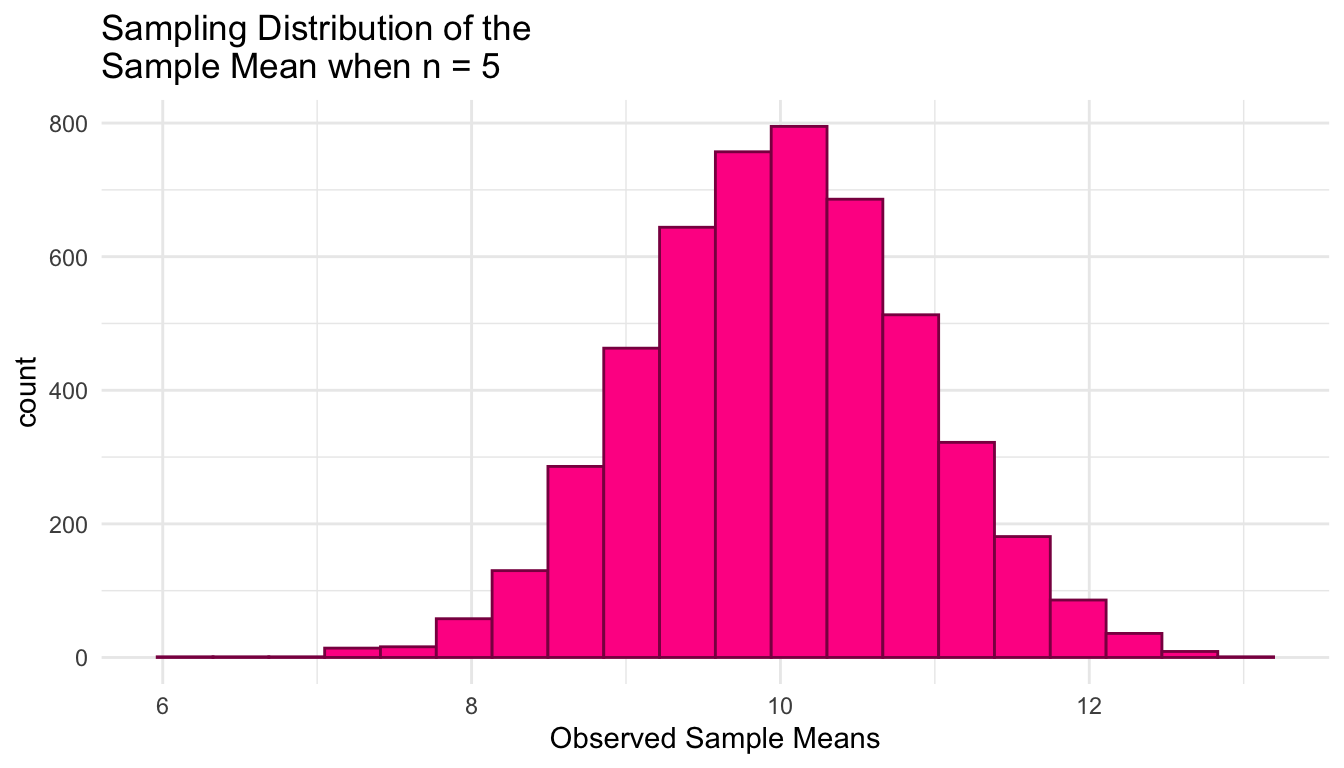 Sampling Distribution of the
Sample Mean when n = 5
800
600
400
200
0
count
6 8 10 12
Observed Sample Means